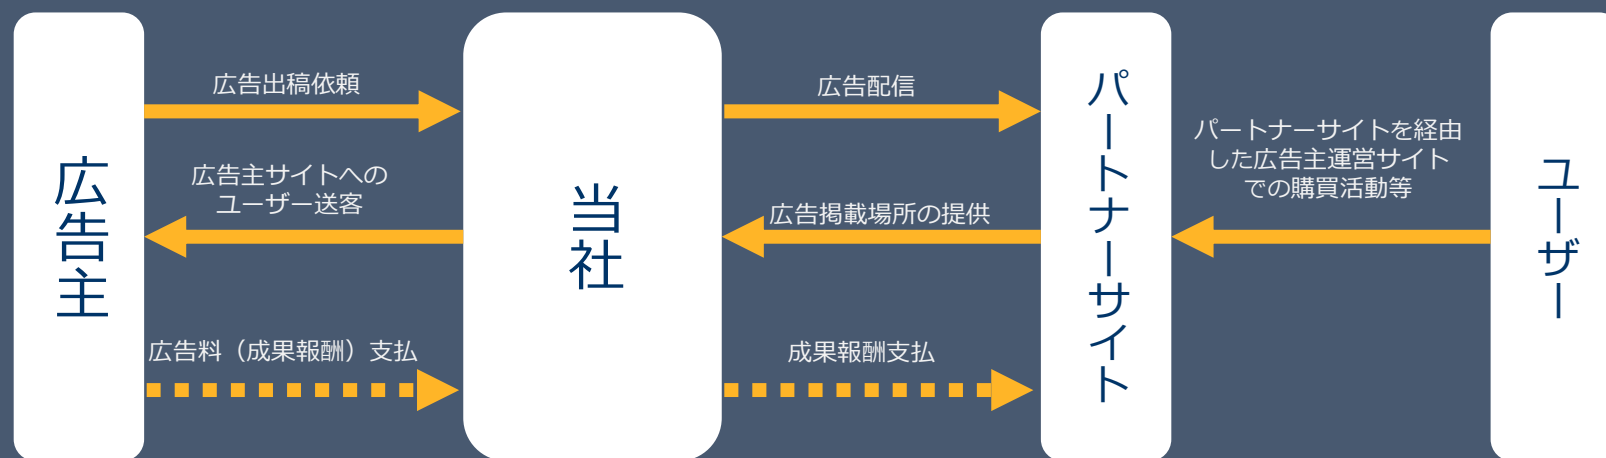 広告主
広告出稿依頼
広告主サイトへの
ユーザー送客
広告料（成果報酬）支払
当社
広告配信
広告掲載場所の提供
成果報酬支払
パートナーサイト
パートナーサイトを経由
した広告主運営サイト
での購買活動等
ユーザー